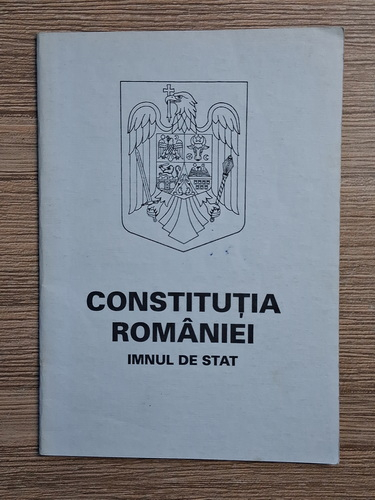 CONSTITUȚIA
ROMÂNIEI
IMNUL DE STAT